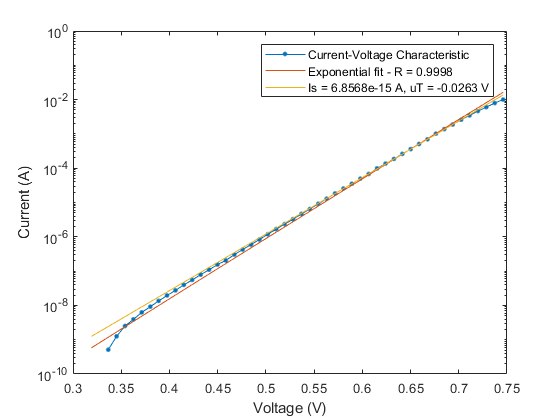 10^0
Current-Voltage Characteristic
Exponential fit - R = 0.9998
Is = 6.8568e-15 A, uT = -0.0263 V
10^-2
10^-4
Current (A)
10^-6
10^-8
10^-10
0.3 0.35 0.4 0.45 0.5 0.55 0.6 0.65 0.7 0.75
Voltage (V)